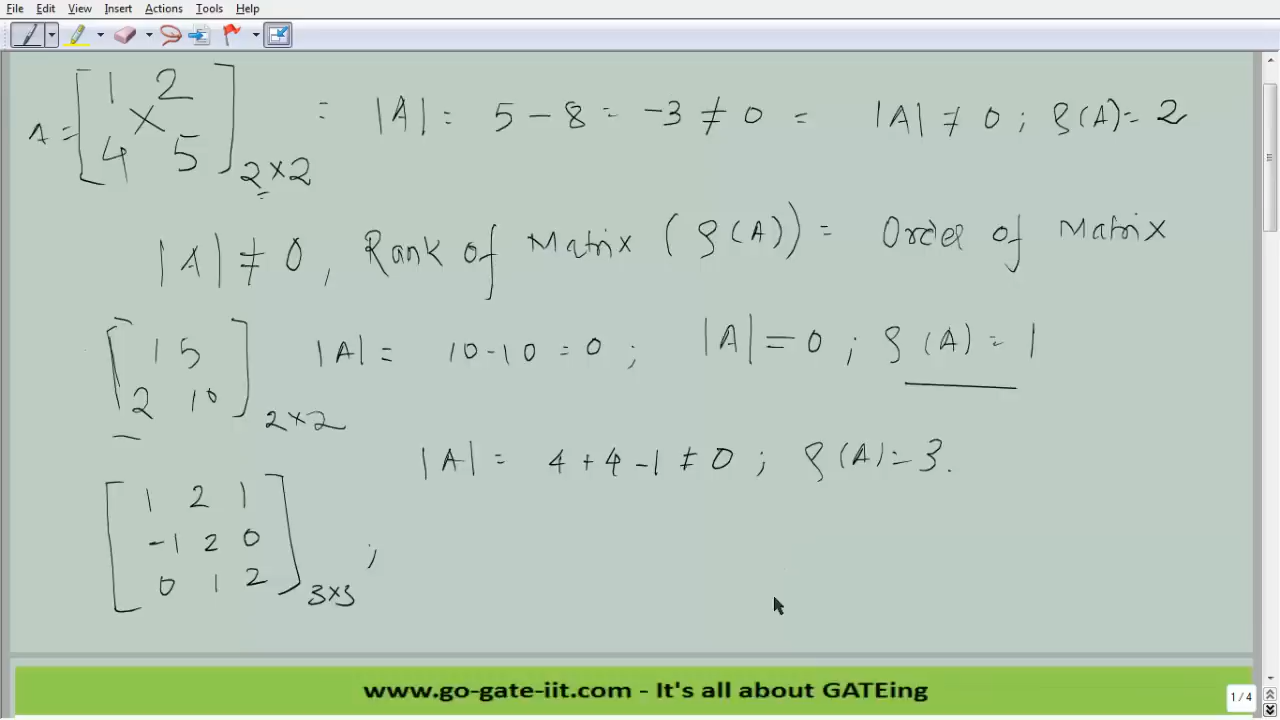 File Edit View Insert Actions Tools Help
A = [ 1 2
4 5 ] 2×2 = |A| = 5 - 8 = -3 ≠ 0 = |A| ≠ 0 ; ρ(A) = 2
|A| ≠ 0, Rank of Matrix (ρ(A)) = Order of Matrix
[ 1 5
2 10 ] 2×2 |A| = 10-10 = 0 ; |A| = 0 ; ρ(A) = 1
|A| = 4 + 4 - 1 ≠ 0 ; ρ(A) = 3.
[ 1 2 1
-1 2 0
0 1 2 ] 3×3 ;
www.go-gate-iit.com - It's all about GATEing
1 / 4